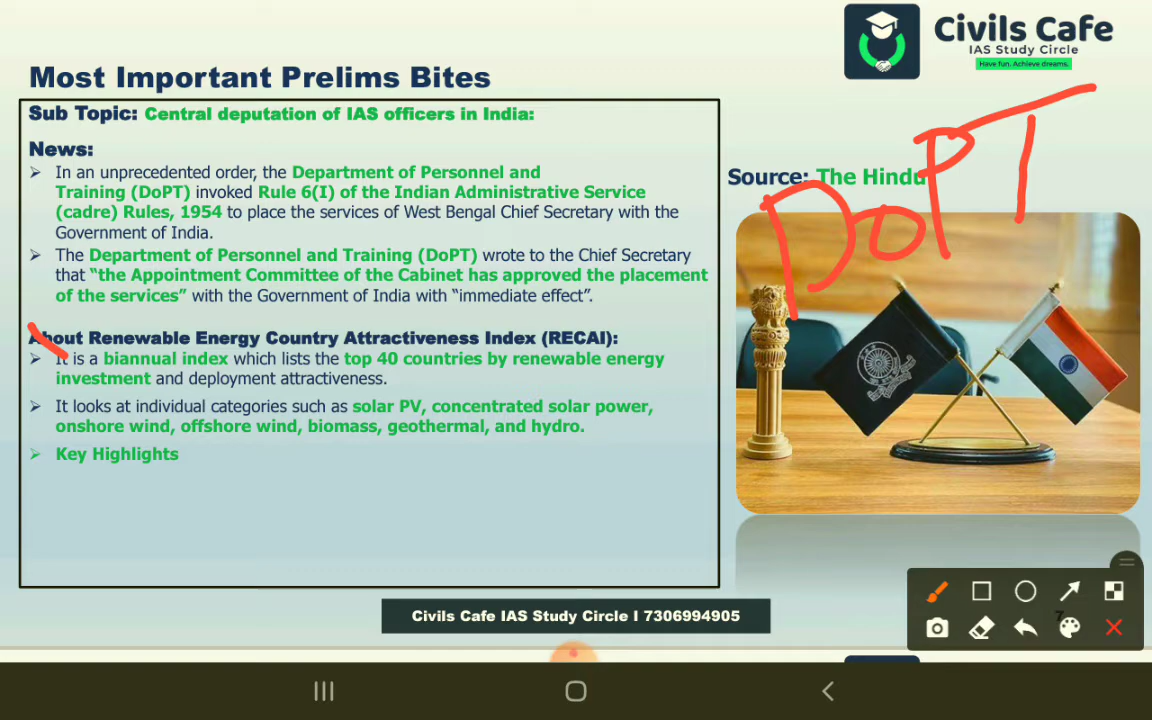 Civils Cafe
IAS Study Circle
Have fun. Achieve dreams.
Most Important Prelims Bites
Sub Topic: Central deputation of IAS officers in India:
News:
In an unprecedented order, the Department of Personnel and
Training (DoPT) invoked Rule 6(I) of the Indian Administrative Service
(cadre) Rules, 1954 to place the services of West Bengal Chief Secretary with the
Government of India.
The Department of Personnel and Training (DoPT) wrote to the Chief Secretary
that “the Appointment Committee of the Cabinet has approved the placement
of the services” with the Government of India with “immediate effect”.
About Renewable Energy Country Attractiveness Index (RECAI):
It is a biannual index which lists the top 40 countries by renewable energy
investment and deployment attractiveness.
It looks at individual categories such as solar PV, concentrated solar power,
onshore wind, offshore wind, biomass, geothermal, and hydro.
Key Highlights
Source: The Hindu
DoPT
7
Civils Cafe IAS Study Circle I 7306994905